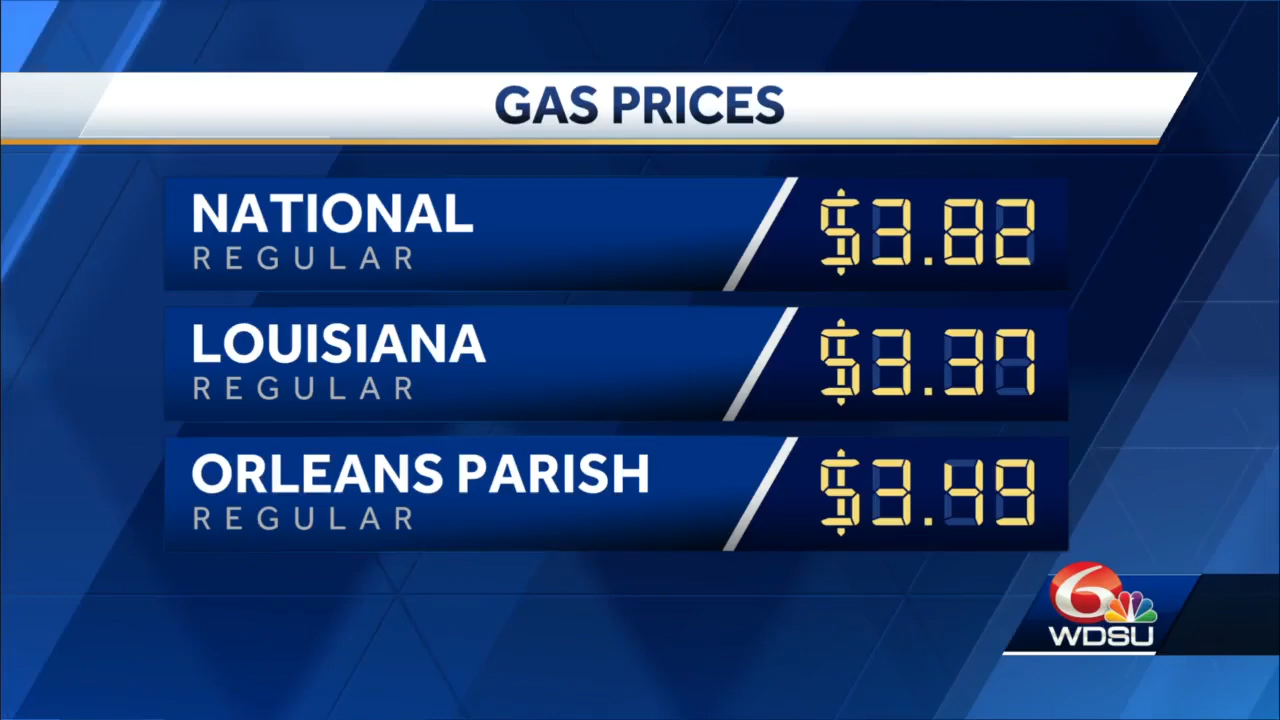 GAS PRICES
NATIONAL
REGULAR
$3.82
LOUISIANA
REGULAR
$3.37
ORLEANS PARISH
REGULAR
$3.49
6
WDSU